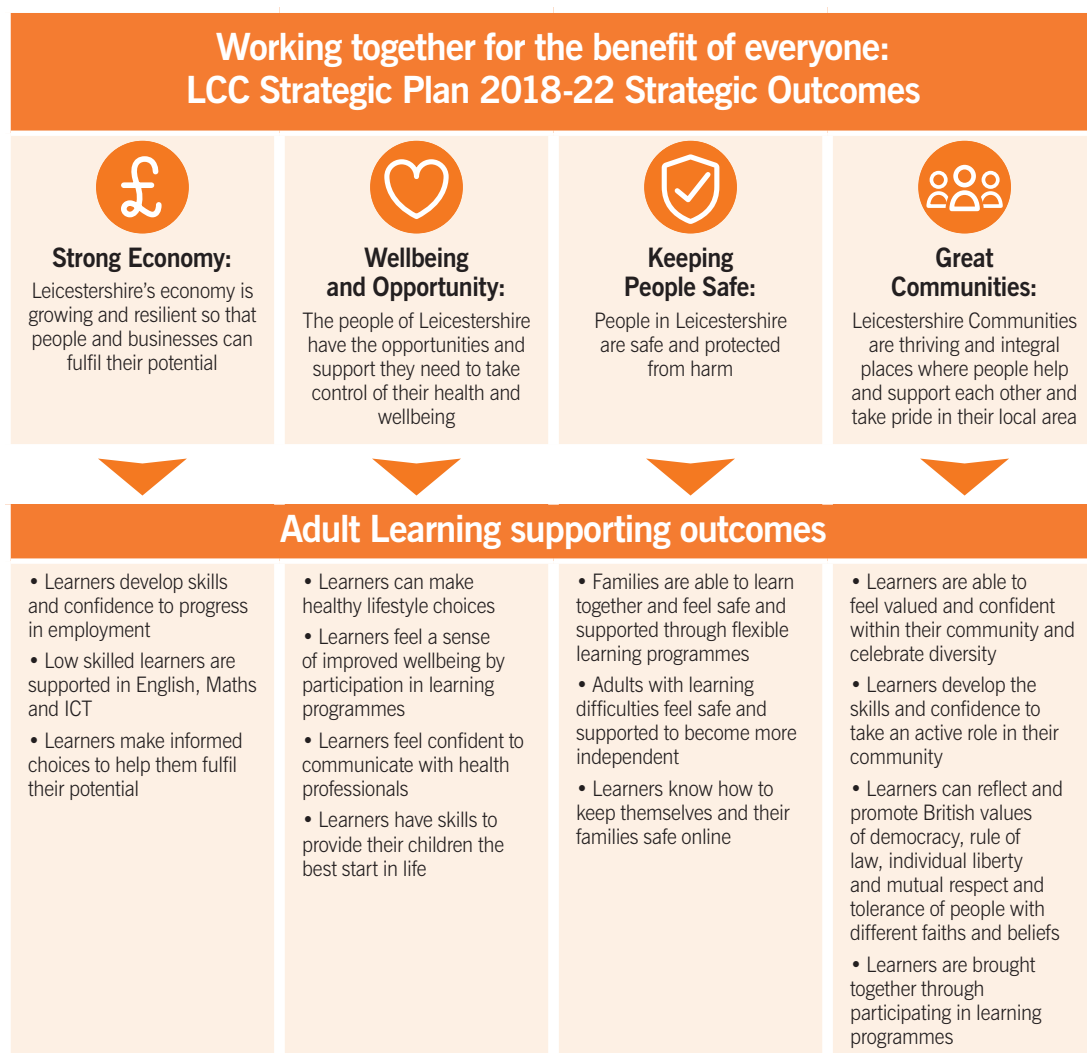 Working together for the benefit of everyone:
LCC Strategic Plan 2018-22 Strategic Outcomes
£
Strong Economy:
Leicestershire's economy is
growing and resilient so that
people and businesses can
fulfil their potential
Wellbeing
and Opportunity:
The people of Leicestershire
have the opportunities and
support they need to take
control of their health and
wellbeing
Keeping
People Safe:
People in Leicestershire
are safe and protected
from harm
Great
Communities:
Leicestershire Communities
are thriving and integral
places where people help
and support each other and
take pride in their local area
Adult Learning supporting outcomes
• Learners develop skills
and confidence to progress
in employment
• Low skilled learners are
supported in English, Maths
and ICT
• Learners make informed
choices to help them fulfil
their potential
• Learners can make
healthy lifestyle choices
• Learners feel a sense
of improved wellbeing by
participation in learning
programmes
• Learners feel confident to
communicate with health
professionals
• Learners have skills to
provide their children the
best start in life
• Families are able to learn
together and feel safe and
supported through flexible
learning programmes
• Adults with learning
difficulties feel safe and
supported to become more
independent
• Learners know how to
keep themselves and their
families safe online
• Learners are able to
feel valued and confident
within their community and
celebrate diversity
• Learners develop the
skills and confidence to
take an active role in their
community
• Learners can reflect and
promote British values
of democracy, rule of
law, individual liberty
and mutual respect and
tolerance of people with
different faiths and beliefs
• Learners are brought
together through
participating in learning
programmes